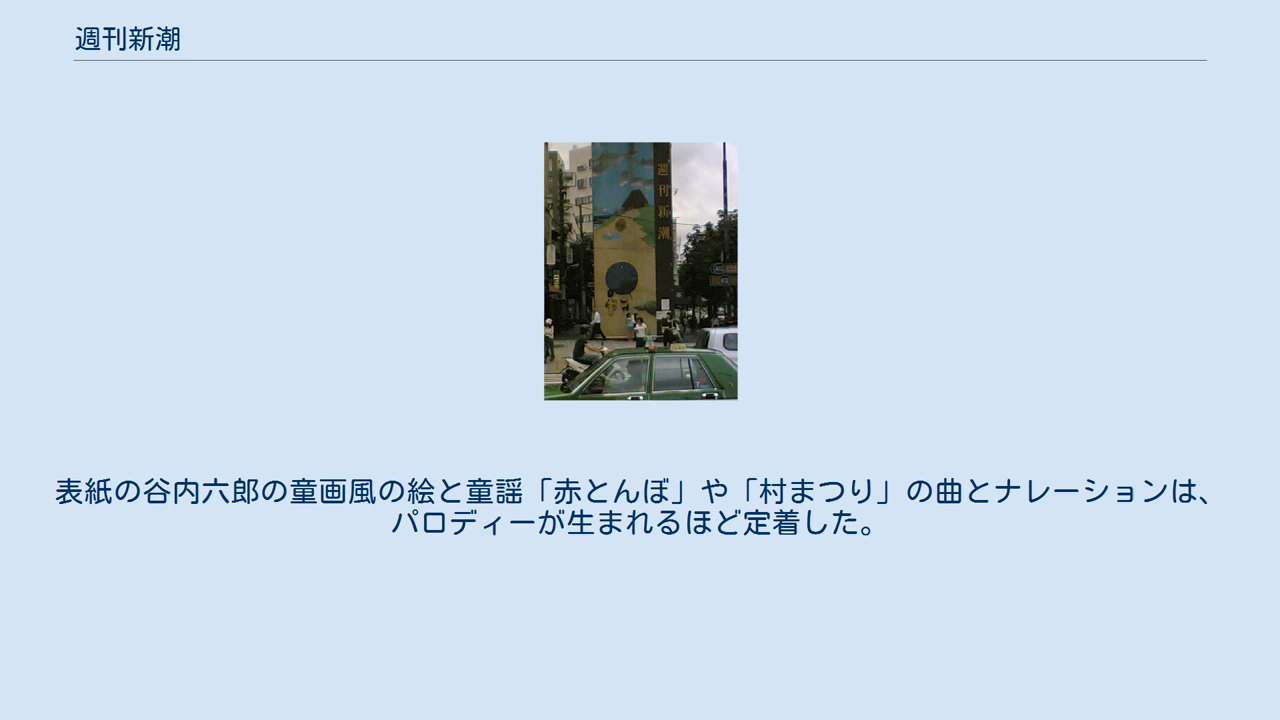 週刊新潮
週刊新潮
表紙の谷内六郎の童画風の絵と童謡「赤とんぼ」や「村まつり」の曲とナレーションは、
パロディーが生まれるほど定着した。